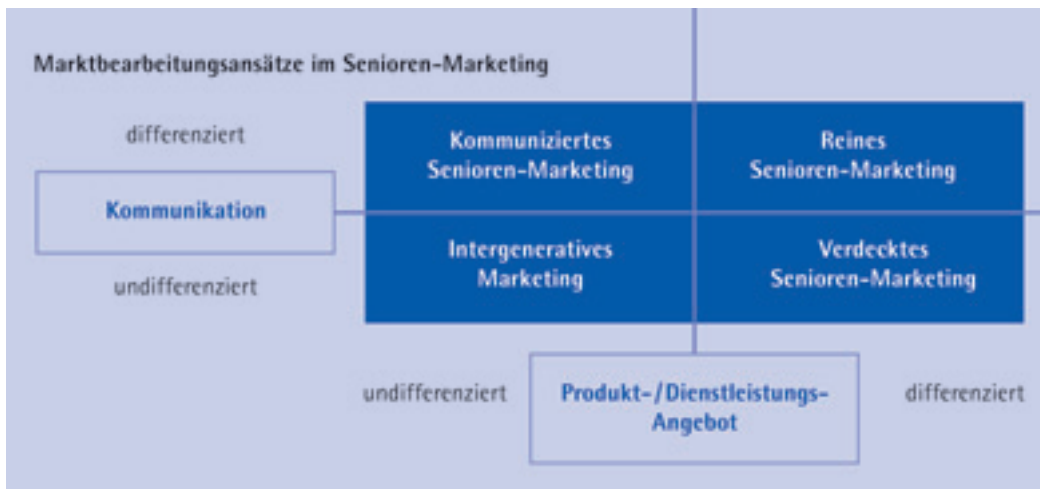 Marktbearbeitungsansätze im Senioren-Marketing
differenziert
Kommunikation
undifferenziert
Kommuniziertes
Senioren-Marketing
Reines
Senioren-Marketing
Intergeneratives
Marketing
Verdecktes
Senioren-Marketing
undifferenziert
Produkt-/Dienstleistungs-
Angebot
differenziert